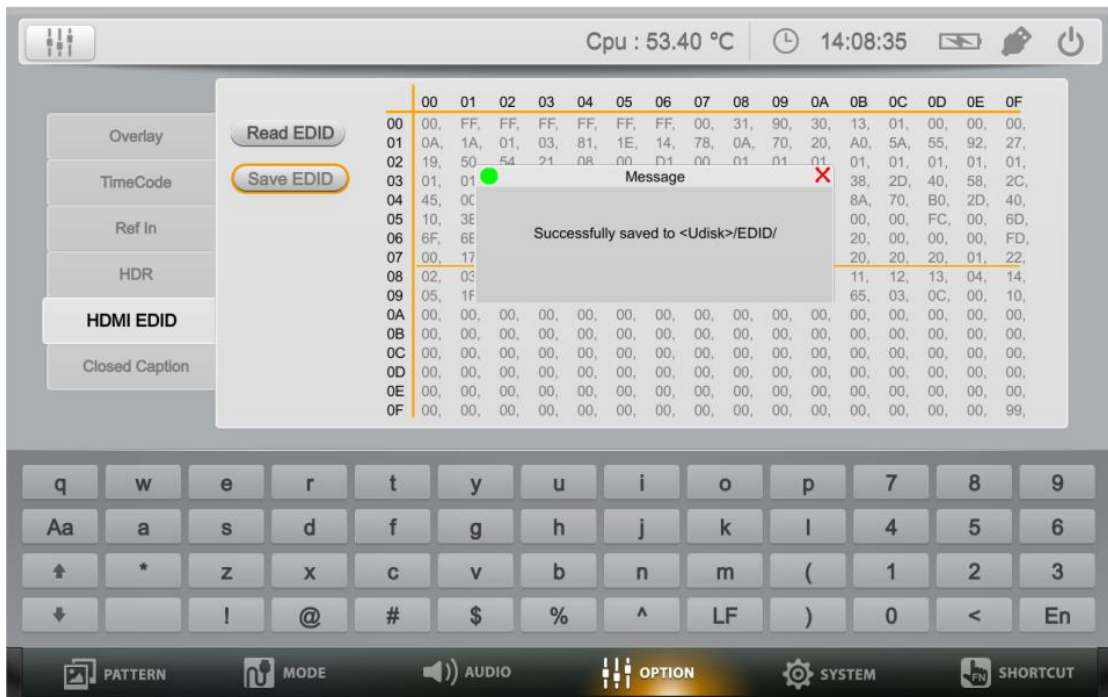 Cpu : 53.40 °C 14:08:35
00 01 02 03 04 05 06 07 08 09 0A 0B 0C 0D 0E 0F
Overlay
TimeCode
Ref In
HDR
HDMI EDID
Closed Caption
Read EDID
Save EDID
00 00, FF, FF, FF, FF, FF, FF, 00, 31, 90, 30, 13, 01, 00, 00, 00,
01 0A, 1A, 01, 03, 81, 1E, 14, 78, 0A, 70, 20, A0, 5A, 55, 92, 27,
02 19, 50, 54, 21, 08, 00, D1, 00, 01, 01, 01, 01, 01, 01, 01, 01,
03 01, 01 38, 2D, 40, 58, 2C,
04 45, 8A, 70, B0, 2D, 40,
05 10, 00, 00, FC, 00, 6D,
06 6F, 20, 00, 00, 00, FD,
07 00, 17 20, 20, 20, 01, 22,
08 02, 03 11, 12, 13, 04, 14,
09 05, 65, 03, 0C, 00, 10,
0A 00, 00, 00, 00, 00, 00, 00, 00, 00, 00, 00, 00, 00, 00, 00, 00,
0B 00, 00, 00, 00, 00, 00, 00, 00, 00, 00, 00, 00, 00, 00, 00, 00,
0C 00, 00, 00, 00, 00, 00, 00, 00, 00, 00, 00, 00, 00, 00, 00, 00,
0D 00, 00, 00, 00, 00, 00, 00, 00, 00, 00, 00, 00, 00, 00, 00, 00,
0E 00, 00, 00, 00, 00, 00, 00, 00, 00, 00, 00, 00, 00, 00, 00, 00,
0F 00, 00, 00, 00, 00, 00, 00, 00, 00, 00, 00, 00, 00, 00, 00, 99,
Message
Successfully saved to <Udisk>/EDID/
q w e r t y u i o p 7 8 9
Aa a s d f g h j k l 4 5 6
* z x c v b n m ( 1 2 3
! @ # $ % ^ LF ) 0 < En
PATTERN MODE AUDIO OPTION SYSTEM FN SHORTCUT